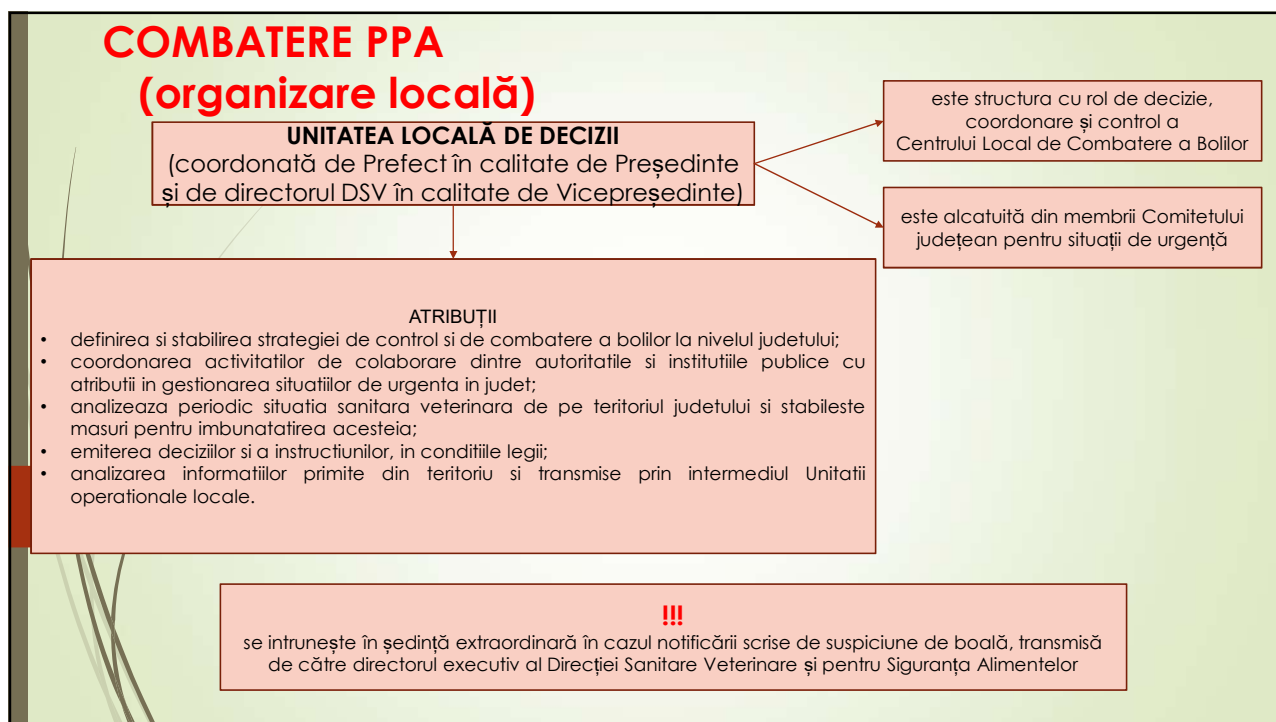 COMBATERE PPA
(organizare locală)
UNITATEA LOCALĂ DE DECIZII
(coordonată de Prefect în calitate de Președinte
și de directorul DSV în calitate de Vicepreședinte)
este structura cu rol de decizie,
coordonare și control a
Centrului Local de Combatere a Bolilor
este alcatuită din membrii Comitetului
județean pentru situații de urgență
ATRIBUȚII
• definirea si stabilirea strategiei de control si de combatere a bolilor la nivelul judetului;
• coordonarea activitatilor de colaborare dintre autoritatile si institutiile publice cu
atributii in gestionarea situatiilor de urgenta in judet;
• analizeaza periodic situatia sanitara veterinara de pe teritoriul judetului si stabileste
masuri pentru imbunatatirea acesteia;
• emiterea deciziilor si a instructiunilor, in conditiile legii;
• analizarea informatiilor primite din teritoriu si transmise prin intermediul Unitatii
operationale locale.
!!!
se intrunește în ședință extraordinară în cazul notificării scrise de suspiciune de boală, transmisă
de către directorul executiv al Direcției Sanitare Veterinare și pentru Siguranța Alimentelor